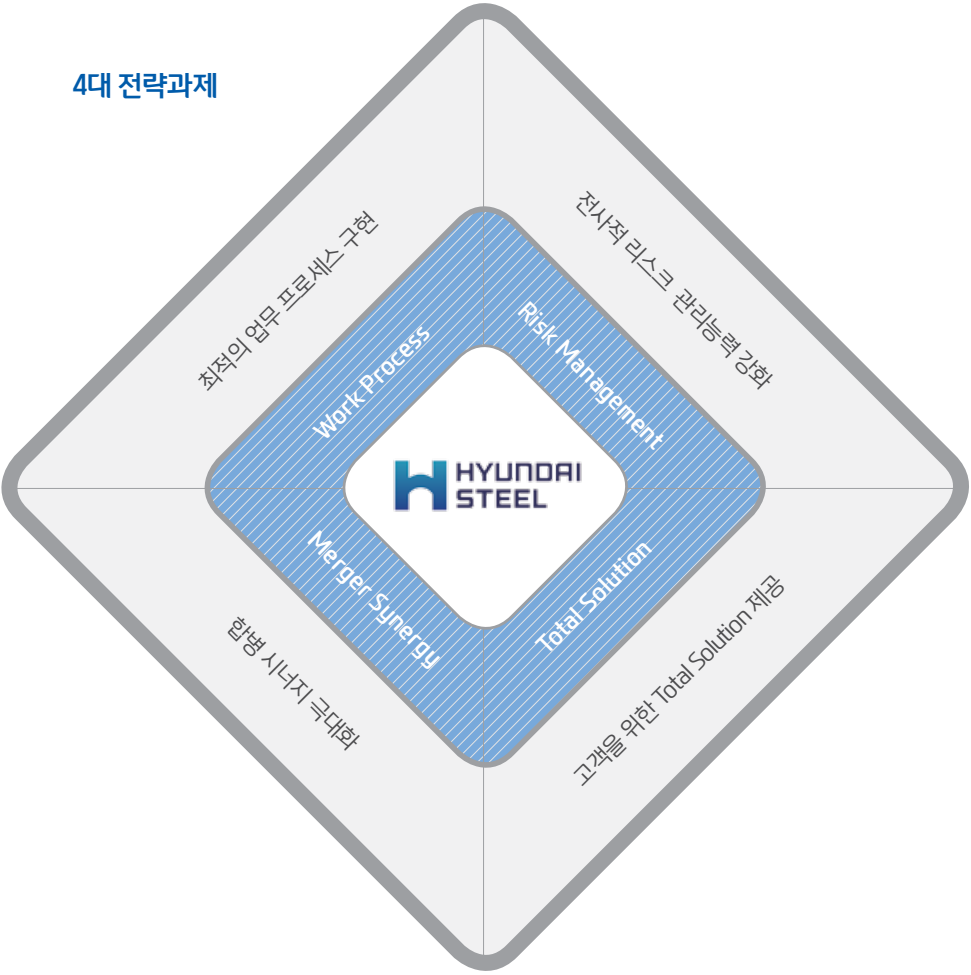 4대 전략과제
최적의 업무 프로세스 구현
전사적 리스크 관리능력 강화
Work Process
Risk Management
HYUNDAI
STEEL
Merger Synergy
Total Solution
합병 시너지 극대화
고객을 위한 Total Solution 제공